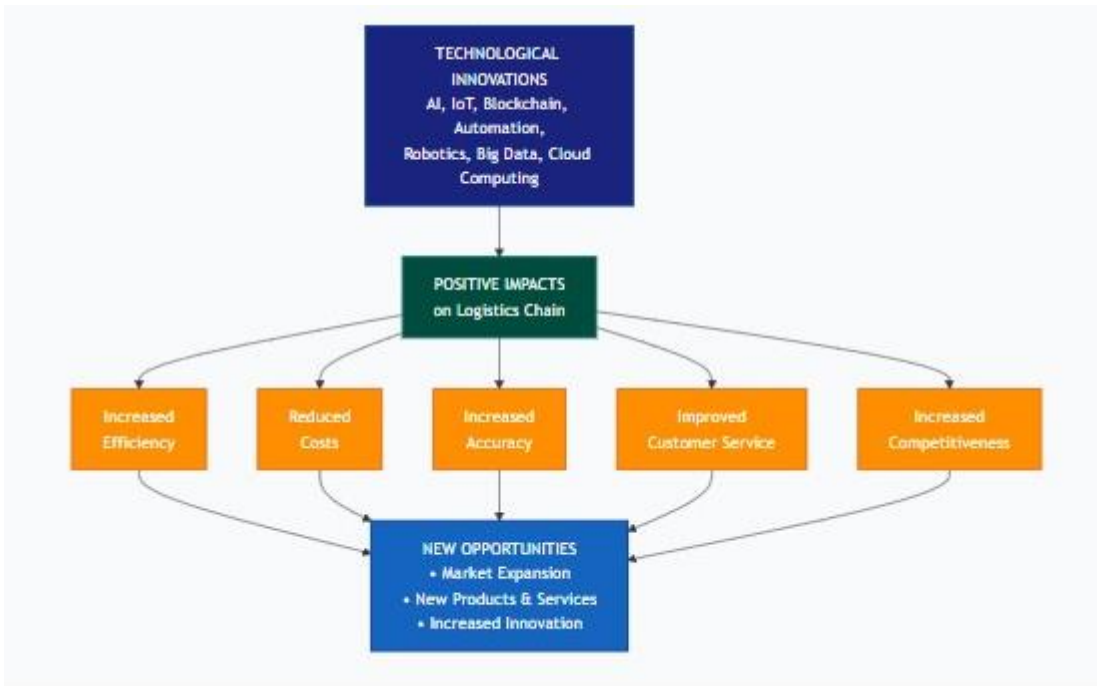 TECHNOLOGICAL
INNOVATIONS
AI, IoT, Blockchain,
Automation,
Robotics, Big Data, Cloud
Computing
POSITIVE IMPACTS
on Logistics Chain
Increased
Efficiency
Reduced
Costs
Increased
Accuracy
Improved
Customer Service
Increased
Competitiveness
NEW OPPORTUNITIES
• Market Expansion
• New Products & Services
• Increased Innovation